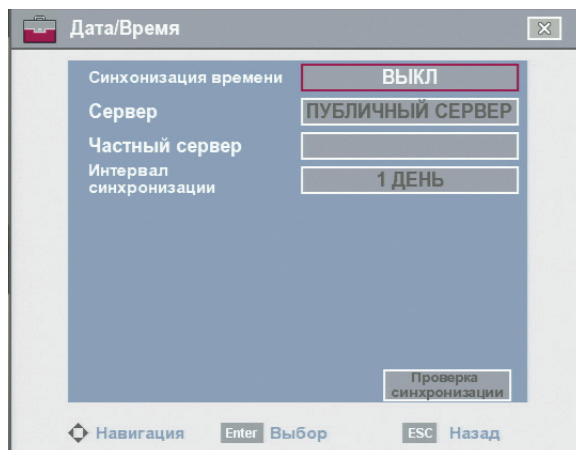 Дата/Время
Синхонизация времени ВЫКЛ
Сервер ПУБЛИЧНЫЙ СЕРВЕР
Частный сервер
Интервал
синхронизации 1 ДЕНЬ
Проверка
синхронизации
Навигация Enter Выбор ESC Назад